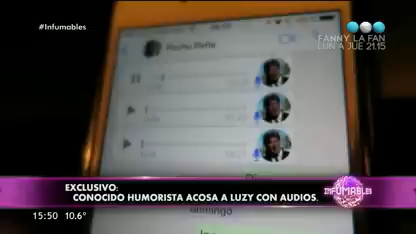 #Infumables
FANNY LA FAN
LUN A JUE 21.15
EXCLUSIVO:
CONOCIDO HUMORISTA ACOSA A LUZY CON AUDIOS.
INFUMABLES
15:50 10.6°
domingo